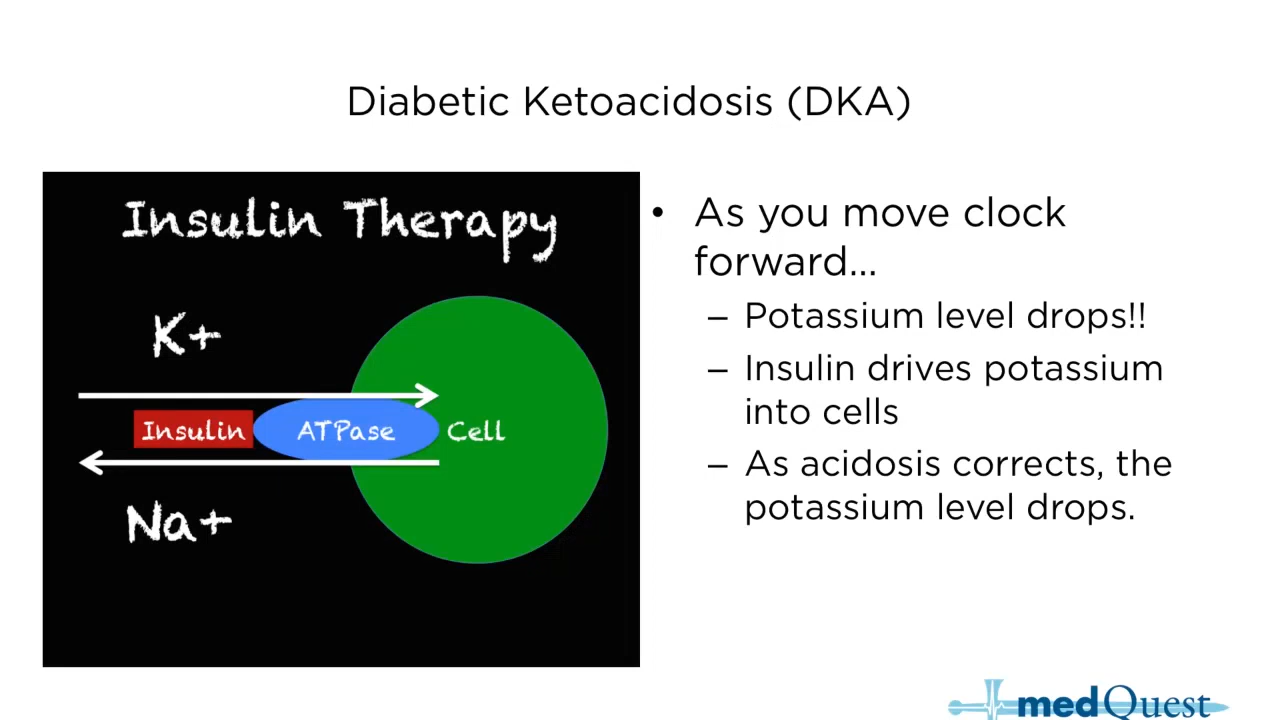 Diabetic Ketoacidosis (DKA)
Insulin Therapy
K+
Insulin
ATPase
Cell
Na+
• As you move clock
forward...
– Potassium level drops!!
– Insulin drives potassium
into cells
– As acidosis corrects, the
potassium level drops.
medQuest